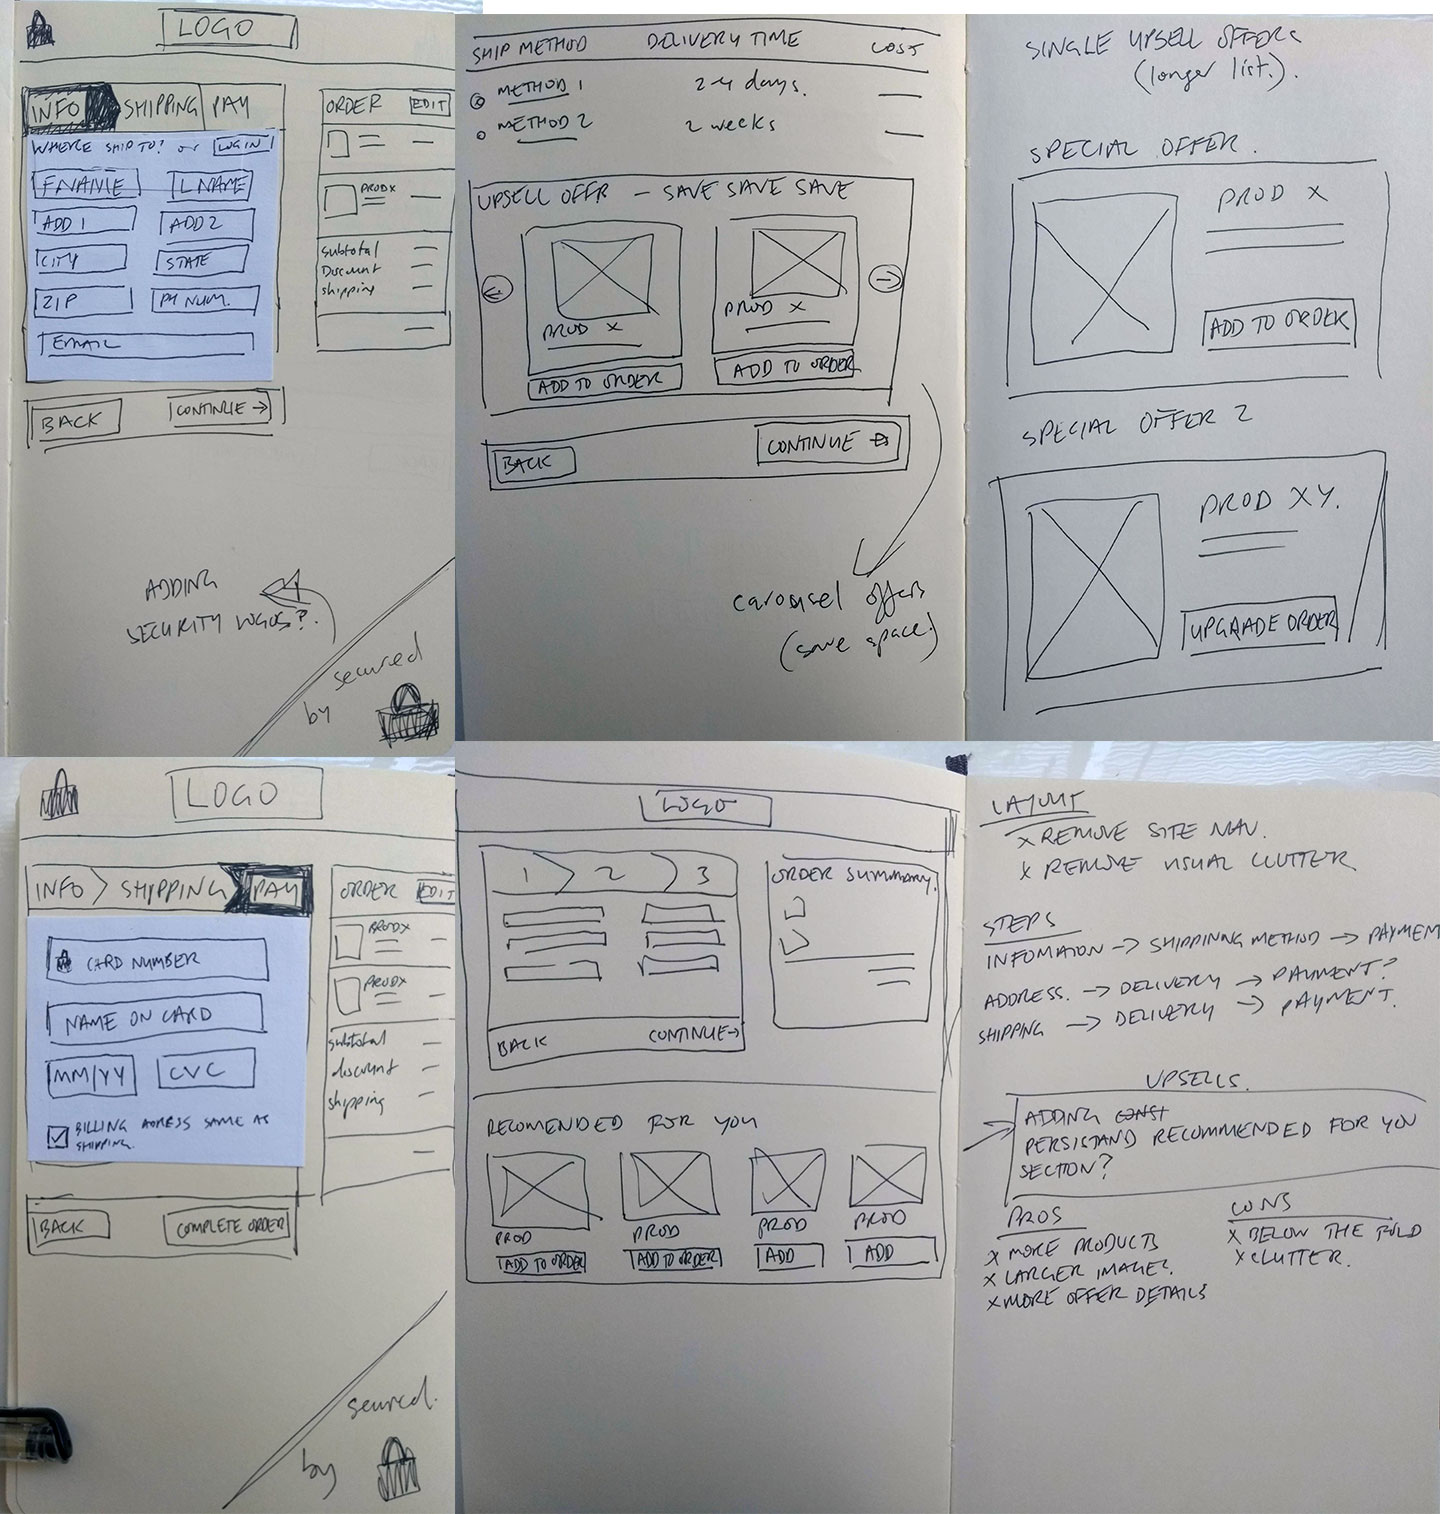 LOGO
INFO SHIPPING PAY
WHERE SHIP TO? or LOGIN
FNAME L NAME
ADD 1 ADD 2
CITY STATE
ZIP PH NUM.
EMAIL
BACK CONTINUE →
ORDER EDIT
PROD X
Subtotal
Discount
shipping
ADDING
SECURITY LOGOS?
secured
by
SHIP METHOD DELIVERY TIME COST
METHOD 1 2-4 days.
METHOD 2 2 weeks
UPSELL OFFR — SAVE SAVE SAVE
← →
PROD X PROD X
ADD TO ORDER ADD TO ORDER
BACK CONTINUE →
carousel offers
(save space.)
SINGLE UPSELL OFFERS
(longer list.).
SPECIAL OFFER.
PROD X
ADD TO ORDER
SPECIAL OFFER 2
PROD XY.
UPGRAADE ORDER
LOGO
INFO > SHIPPING PAY
CARD NUMBER
NAME ON CARD
MM/YY CVC
BILLING ADRESS SAME AS
SHIPPING.
BACK COMPLETE ORDER
ORDER EDIT
PRODX
PRODX
subtotal
discount
shipping
secured.
by
LOGO
1 > 2 > 3
BACK CONTINUE→
ORDER SUMMARY.
RECOMENDED FOR YOU
PROD PROD PROD PROD
ADD TO ORDER ADD TO ORDER ADD ADD
LAYOUT
x REMOVE SITE NAV.
x REMOVE VISUAL CLUTTER
STEPS
INFOMATION → SHIPPINNG METHOD → PAYMEN
ADDRESS. → DELIVERY → PAYMENT?
SHIPPING → DELIVERY → PAYMENT.
UPSELLS.
ADDING CONST
PERSISTAND RECOMMENDED FOR YOU
SECTION?
PROS
x MORE PRODUCTS
x LARGER IMAGES.
x MORE OFFER DETAILS
CONS
x BELOW THE FOLD
x CLUTTER.